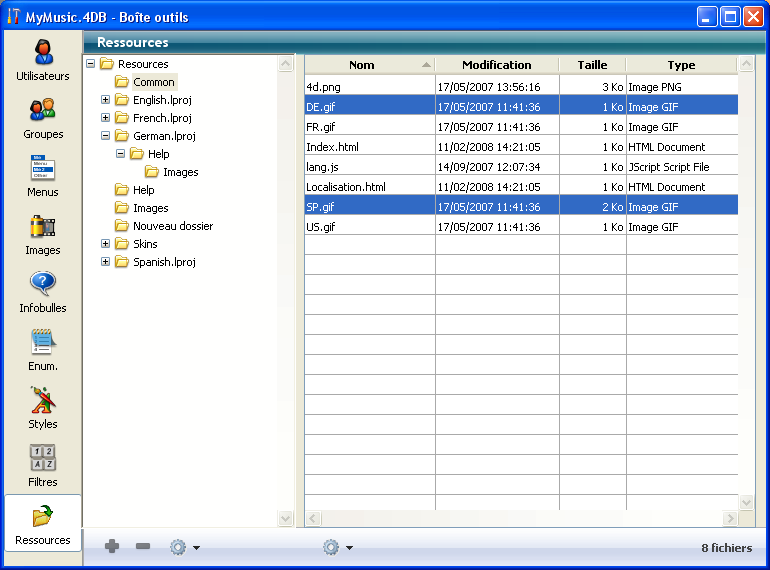 MyMusic.4DB - Boîte outils
Utilisateurs
Groupes
Menus
Images
Infobulles
Enum.
Styles
Filtres
Ressources
Ressources
Resources
Common
English.lproj
French.lproj
German.lproj
Help
Images
Help
Images
Nouveau dossier
Skins
Spanish.lproj
Nom Modification Taille Type
4d.png 17/05/2007 13:56:16 3 Ko Image PNG
DE.gif 17/05/2007 11:41:36 1 Ko Image GIF
FR.gif 17/05/2007 11:41:36 1 Ko Image GIF
Index.html 11/02/2008 14:21:05 1 Ko HTML Document
lang.js 14/09/2007 12:07:34 1 Ko JScript Script File
Localisation.html 11/02/2008 14:21:05 1 Ko HTML Document
SP.gif 17/05/2007 11:41:36 2 Ko Image GIF
US.gif 17/05/2007 11:41:36 1 Ko Image GIF
8 fichiers